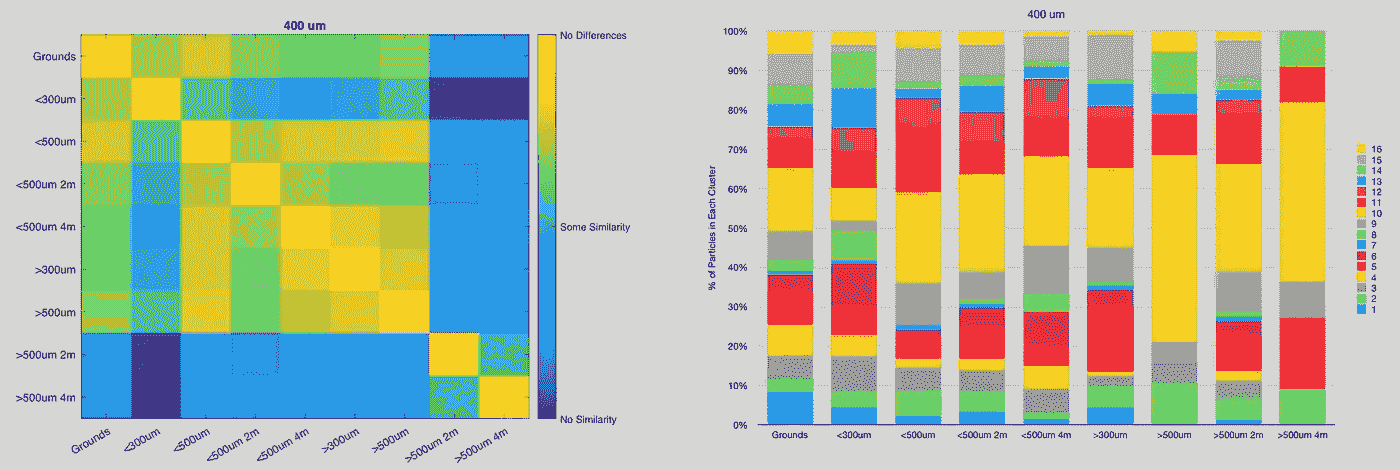 400 um
Grounds
<300um
<500um
<500um 2m
<500um 4m
>300um
>500um
>500um 2m
>500um 4m
No Differences
Some Similarity
No Similarity
Grounds
<300um
<500um
<500um 2m
<500um 4m
>300um
>500um
>500um 2m
>500um 4m
400 um
% of Particles in Each Cluster
100%
90%
80%
70%
60%
50%
40%
30%
20%
10%
0%
Grounds
<300um
<500um
<500um 2m
<500um 4m
>300um
>500um
>500um 2m
>500um 4m
16
15
14
13
12
11
10
9
8
7
6
5
4
3
2
1